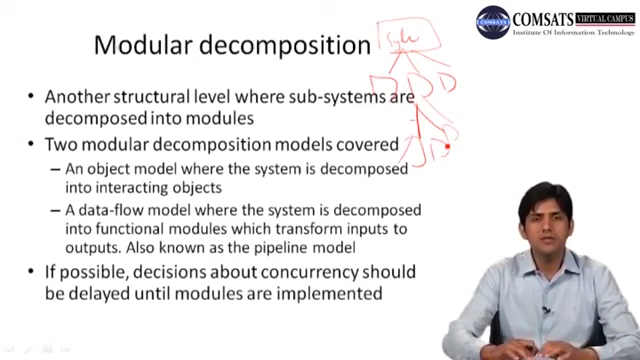 COMSATS VIRTUAL CAMPUS
Institute Of Information Technology
Modular decomposition
• Another structural level where sub-systems are
decomposed into modules
• Two modular decomposition models covered
– An object model where the system is decomposed
into interacting objects
– A data-flow model where the system is decomposed
into functional modules which transform inputs to
outputs. Also known as the pipeline model
• If possible, decisions about concurrency should
be delayed until modules are implemented